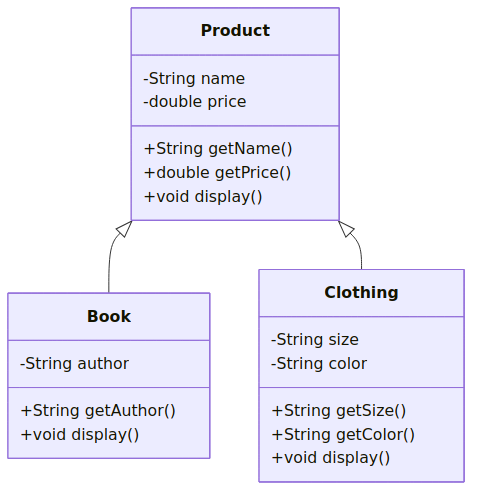 Product
-String name
-double price
+String getName()
+double getPrice()
+void display()
Book
-String author
+String getAuthor()
+void display()
Clothing
-String size
-String color
+String getSize()
+String getColor()
+void display()